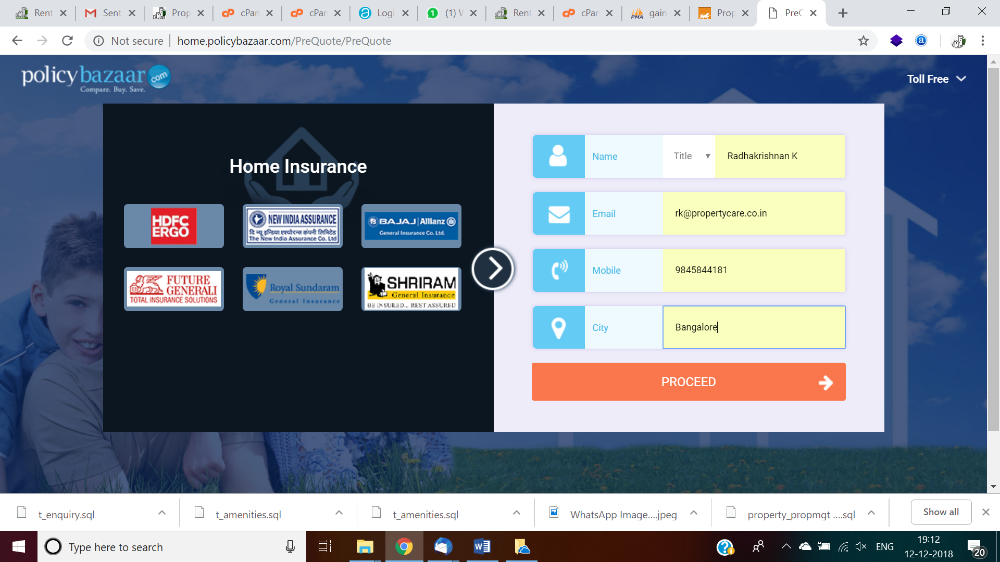 Rent
Sent
Prop
cPan
cPan
Logi
(1) W
Rent
cPan
gain
Prop
PreQ
Not secure
home.policybazaar.com/PreQuote/PreQuote
policybazaar.com
Compare. Buy. Save.
Toll Free
Home Insurance
HDFC
ERGO
NEW INDIA ASSURANCE
दि न्यू इन्डिया एश्योरन्स कंपनी लिमिटेड
The New India Assurance Co. Ltd
BAJAJ | Allianz
General Insurance Co. Ltd.
FUTURE
GENERALI
TOTAL INSURANCE SOLUTIONS
Royal Sundaram
General Insurance
SHRIRAM
General Insurance
BE INSURED... REST ASSURED
Name
Title
Radhakrishnan K
Email
rk@propertycare.co.in
Mobile
9845844181
City
Bangalore
PROCEED
t_enquiry.sql
t_amenities.sql
t_amenities.sql
WhatsApp Image....jpeg
property_propmgt ....sql
Show all
Type here to search
ENG
19:12
12-12-2018
20